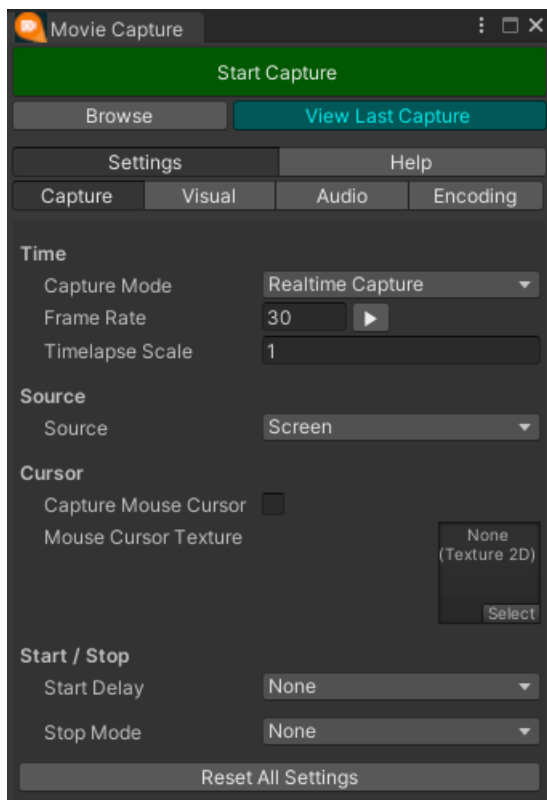 Movie Capture
Start Capture
Browse View Last Capture
Settings Help
Capture Visual Audio Encoding
Time
Capture Mode Realtime Capture
Frame Rate 30
Timelapse Scale 1
Source
Source Screen
Cursor
Capture Mouse Cursor
Mouse Cursor Texture None
(Texture 2D)
Select
Start / Stop
Start Delay None
Stop Mode None
Reset All Settings